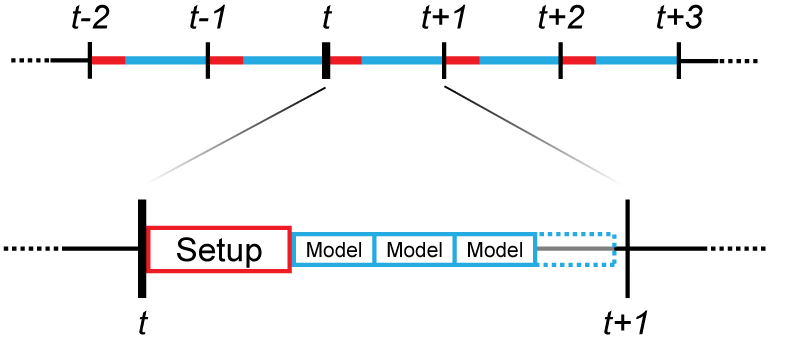 t-2 t-1 t t+1 t+2 t+3
Setup Model Model Model
t t+1